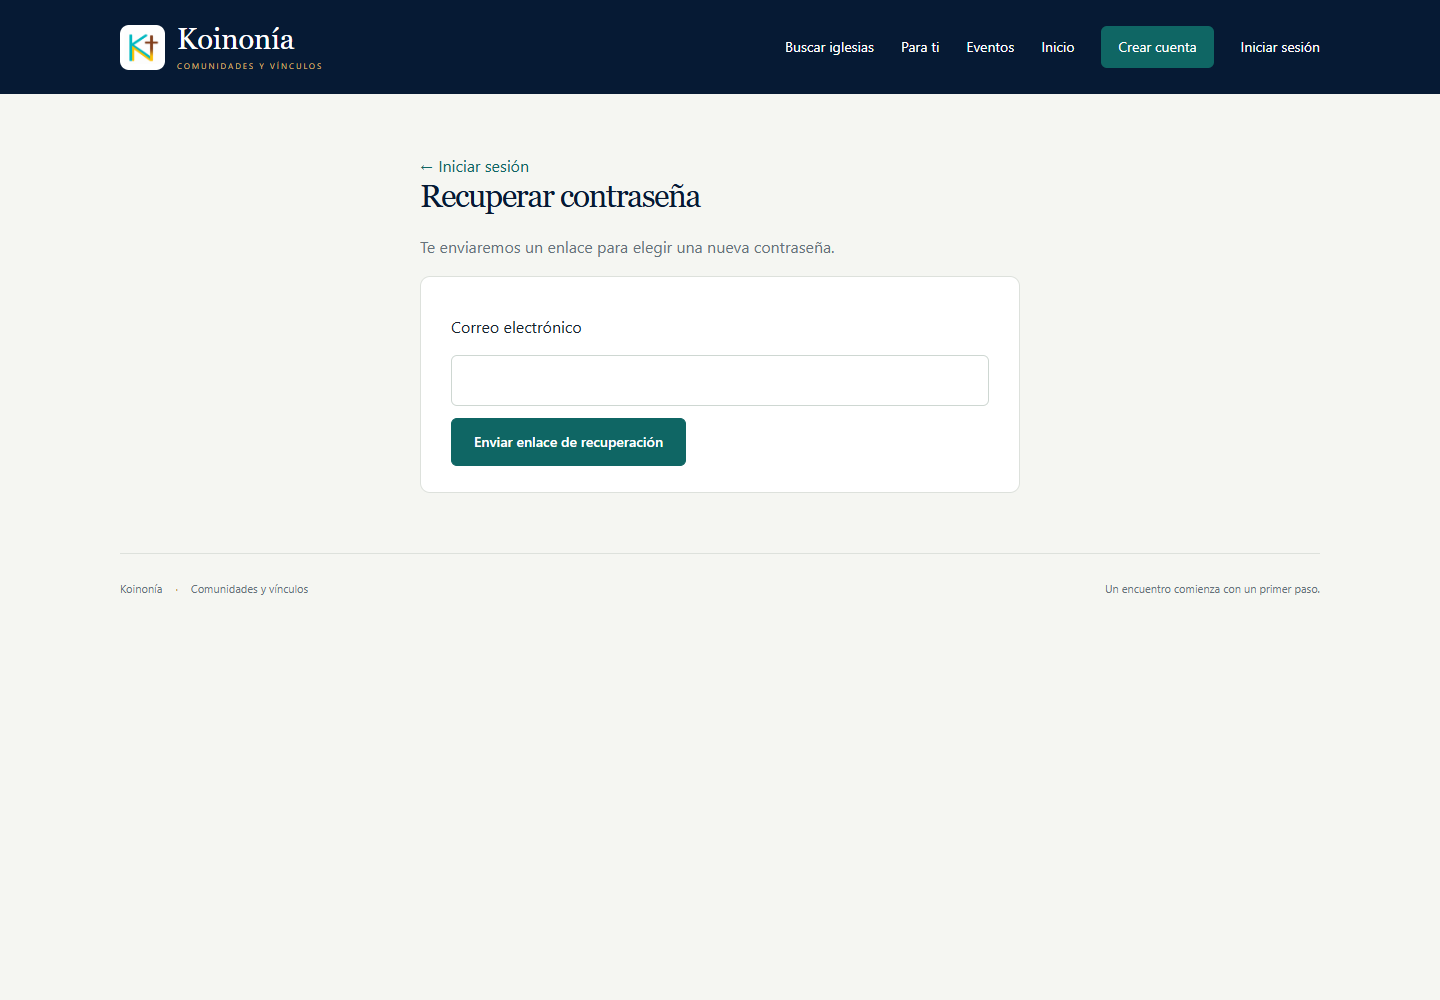 Koinonía
COMUNIDADES Y VÍNCULOS
Buscar iglesias
Para ti
Eventos
Inicio
Crear cuenta
Iniciar sesión
← Iniciar sesión
Recuperar contraseña
Te enviaremos un enlace para elegir una nueva contraseña.
Correo electrónico
Enviar enlace de recuperación
Koinonía · Comunidades y vínculos
Un encuentro comienza con un primer paso.